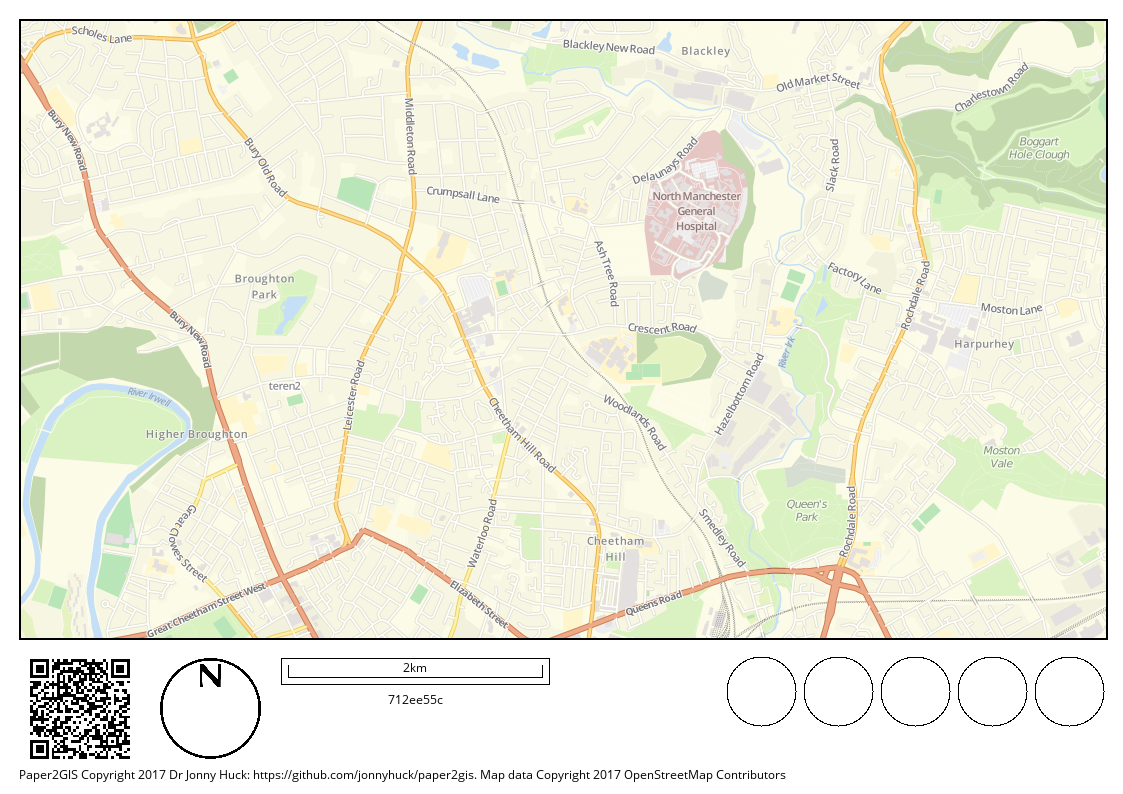 Scholes Lane
Blackley New Road
Blackley
Old Market Street
Charlestown Road
Middleton Road
Bury New Road
Bury Old Road
Slack Road
Boggart
Hole Clough
Delaunays Road
Crumpsall Lane
North Manchester
General
Hospital
Ash Tree Road
Factory Lane
Rochdale Road
Broughton
Park
Moston Lane
Bury New Road
Crescent Road
River Irk
Harpurhey
teren2
River Irwell
Leicester Road
Hazelbottom Road
Higher Broughton
Cheetham Hill Road
Woodlands Road
Moston
Vale
Queen's
Park
Great Clowes Street
Waterloo Road
Smedley Road
Rochdale Road
Cheetham
Hill
Great Cheetham Street West
Elizabeth Street
Queens Road
N
2km
712ee55c
Paper2GIS Copyright 2017 Dr Jonny Huck: https://github.com/jonnyhuck/paper2gis. Map data Copyright 2017 OpenStreetMap Contributors